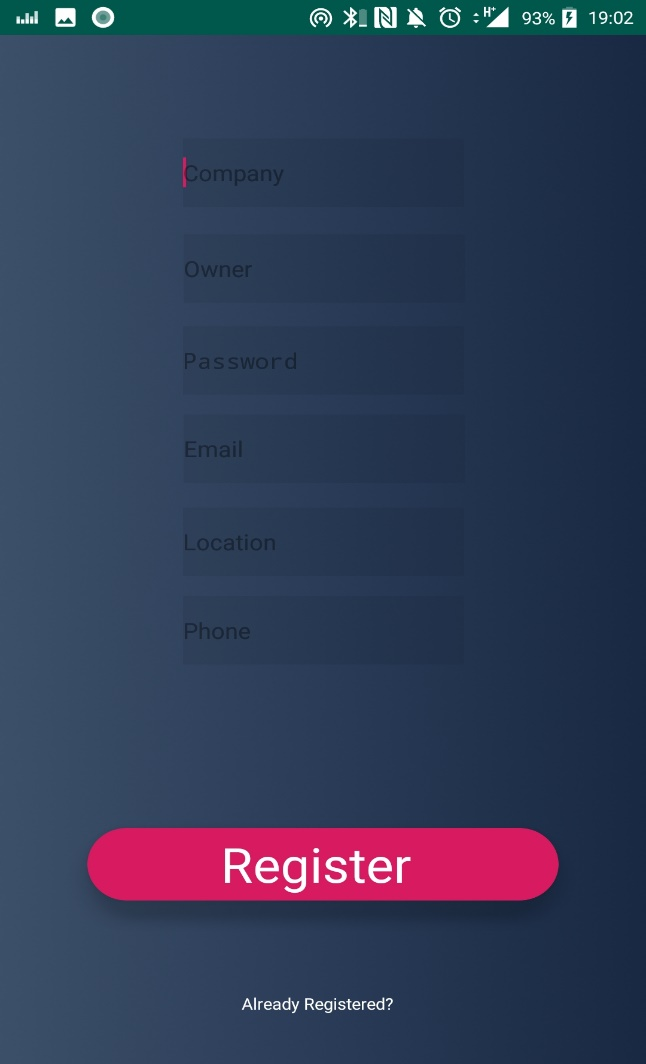 H+ 93% 19:02
Company
Owner
Password
Email
Location
Phone
Register
Already Registered?